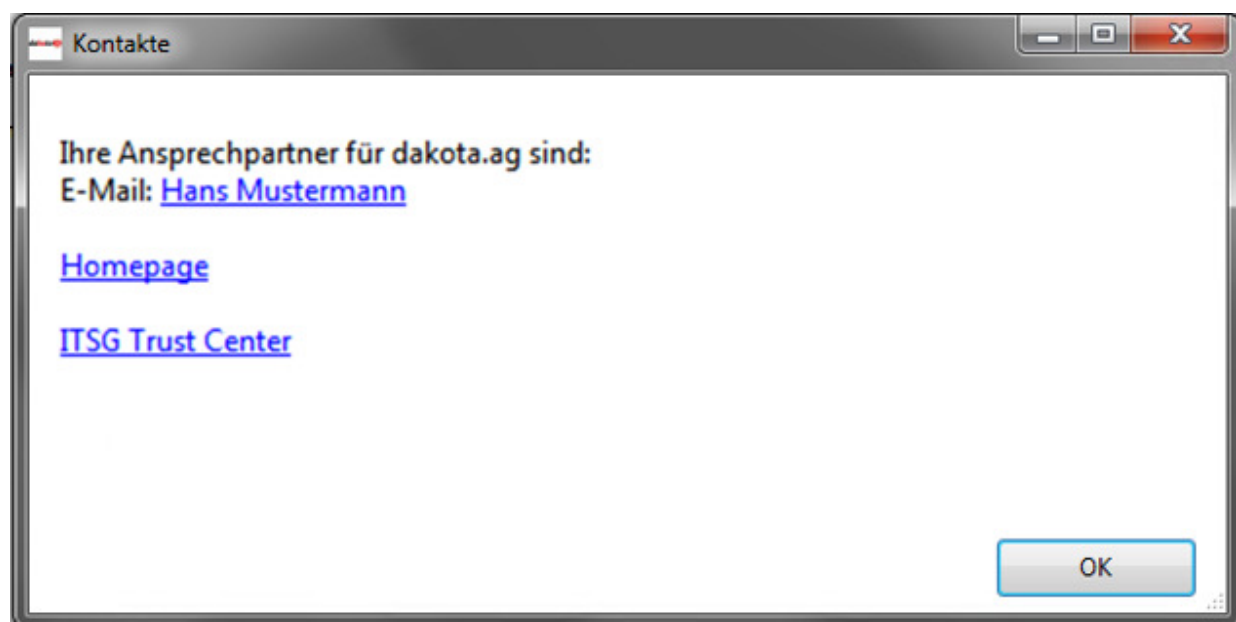 Kontakte
Ihre Ansprechpartner für dakota.ag sind:
E-Mail: Hans Mustermann
Homepage
ITSG Trust Center
OK